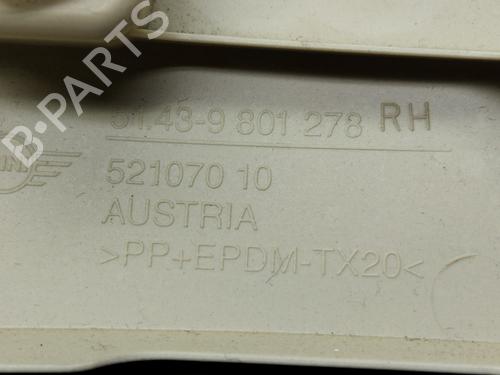 B-PARTS
51.43-9 801 278 RH
521070 10
AUSTRIA
>PP+EPDM-TX20<